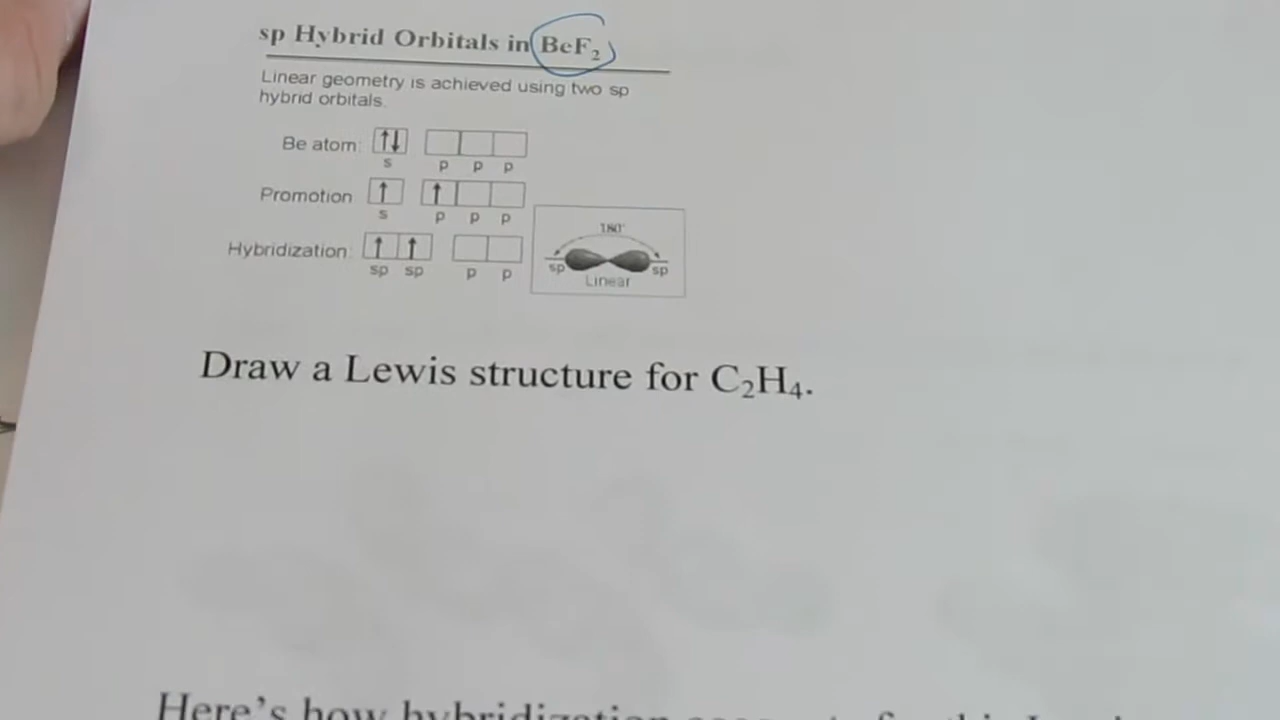 sp Hybrid Orbitals in BeF₂
Linear geometry is achieved using two sp
hybrid orbitals.
Be atom: ↑↓
s p p p
Promotion ↑ ↑
s p p p
Hybridization: ↑ ↑
sp sp p p
180°
sp sp
Linear
Draw a Lewis structure for C₂H₄.
Here's how hybridization